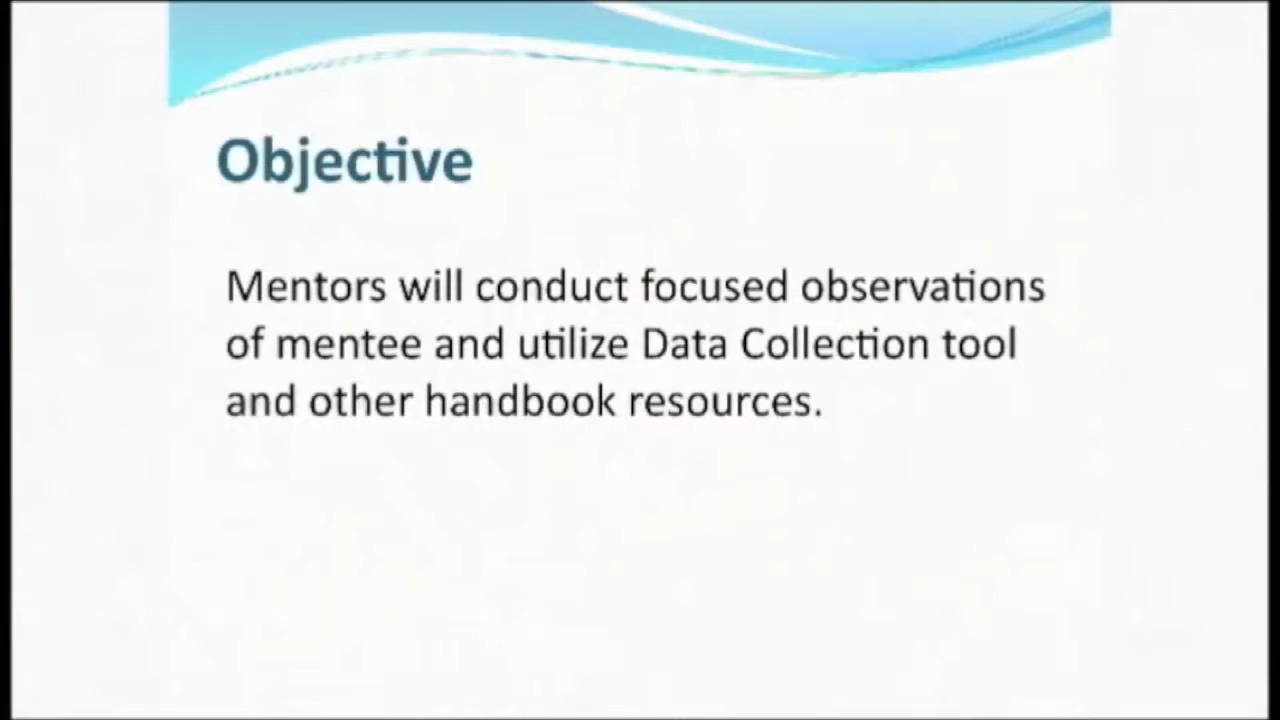 Objective
Mentors will conduct focused observations
of mentee and utilize Data Collection tool
and other handbook resources.